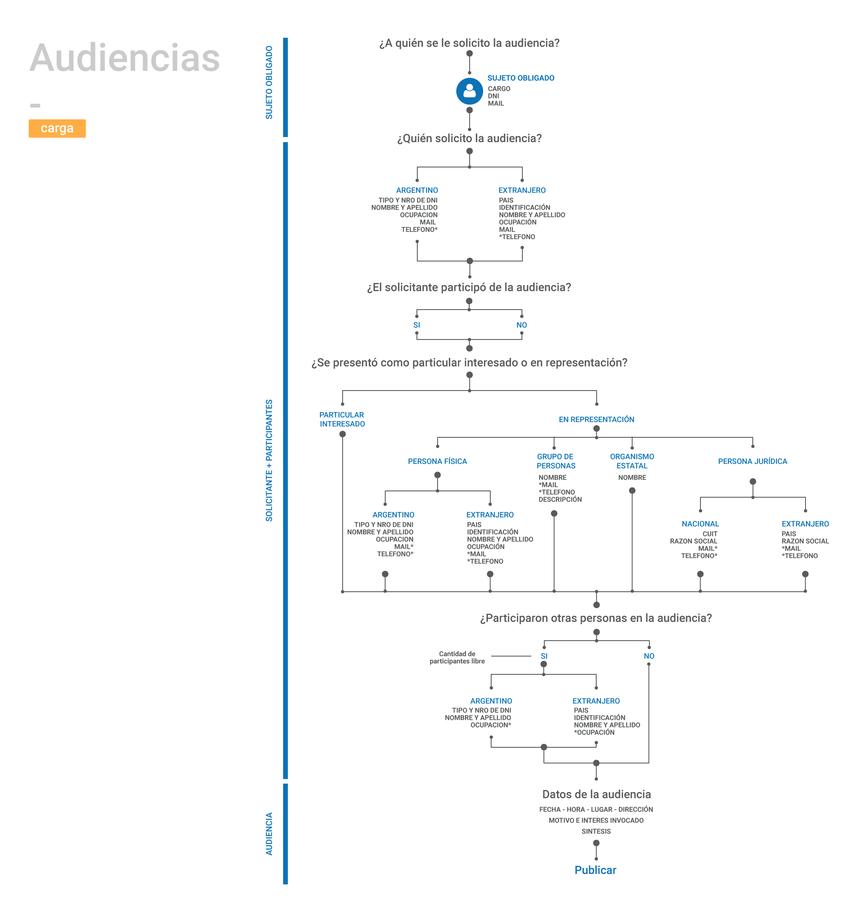 Audiencias
-
carga
SUJETO OBLIGADO
¿A quién se le solicito la audiencia?
SUJETO OBLIGADO
CARGO
DNI
MAIL
SOLICITANTE + PARTICIPANTES
¿Quién solicito la audiencia?
ARGENTINO
TIPO Y NRO DE DNI
NOMBRE Y APELLIDO
OCUPACION
MAIL
TELEFONO*
EXTRANJERO
PAIS
IDENTIFICACIÓN
NOMBRE Y APELLIDO
OCUPACIÓN
MAIL
*TELEFONO
¿El solicitante participó de la audiencia?
SI
NO
¿Se presentó como particular interesado o en representación?
PARTICULAR
INTERESADO
EN REPRESENTACIÓN
PERSONA FÍSICA
GRUPO DE
PERSONAS
NOMBRE
*MAIL
*TELEFONO
DESCRIPCIÓN
ORGANISMO
ESTATAL
NOMBRE
PERSONA JURÍDICA
ARGENTINO
TIPO Y NRO DE DNI
NOMBRE Y APELLIDO
OCUPACION
MAIL*
TELEFONO*
EXTRANJERO
PAIS
IDENTIFICACIÓN
NOMBRE Y APELLIDO
OCUPACIÓN
*MAIL
*TELEFONO
NACIONAL
CUIT
RAZON SOCIAL
MAIL*
TELEFONO*
EXTRANJERO
PAIS
RAZON SOCIAL
*MAIL
*TELEFONO
¿Participaron otras personas en la audiencia?
Cantidad de
participantes libre
SI
NO
ARGENTINO
TIPO Y NRO DE DNI
NOMBRE Y APELLIDO
OCUPACION*
EXTRANJERO
PAIS
IDENTIFICACIÓN
NOMBRE Y APELLIDO
*OCUPACIÓN
AUDIENCIA
Datos de la audiencia
FECHA - HORA - LUGAR - DIRECCIÓN
MOTIVO E INTERES INVOCADO
SINTESIS
Publicar